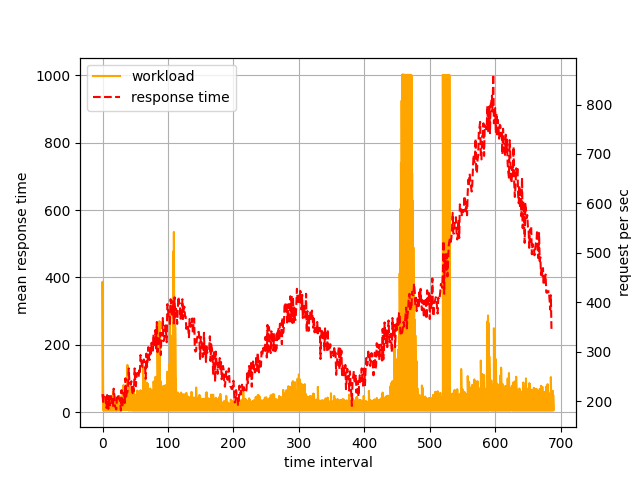 workload
response time
1000
800
600
400
200
0
mean response time
800
700
600
500
400
300
200
request per sec
0 100 200 300 400 500 600 700
time interval